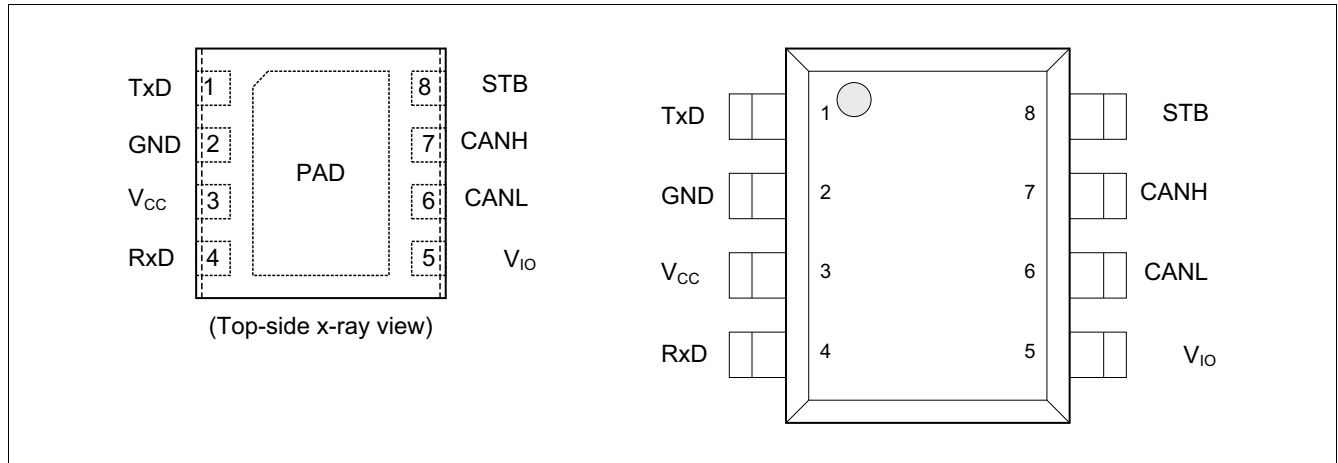 TxD 1 8 STB
GND 2 7 CANH
PAD
VCC 3 6 CANL
RxD 4 5 VIO
(Top-side x-ray view)
TxD 1 8 STB
GND 2 7 CANH
VCC 3 6 CANL
RxD 4 5 VIO